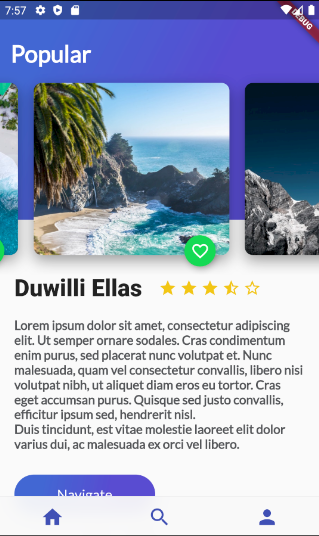 7:57
DEBUG
Popular
Duwilli Ellas
Lorem ipsum dolor sit amet, consectetur adipiscing
elit. Ut semper ornare sodales. Cras condimentum
enim purus, sed placerat nunc volutpat et. Nunc
malesuada, quam vel consectetur convallis, libero nisi
volutpat nibh, ut aliquet diam eros eu tortor. Cras
eget accumsan purus. Quisque sed justo convallis,
efficitur ipsum sed, hendrerit nisl.
Duis tincidunt, est vitae molestie laoreet elit dolor
varius dui, ac malesuada ex orci vel libero.
Navigate